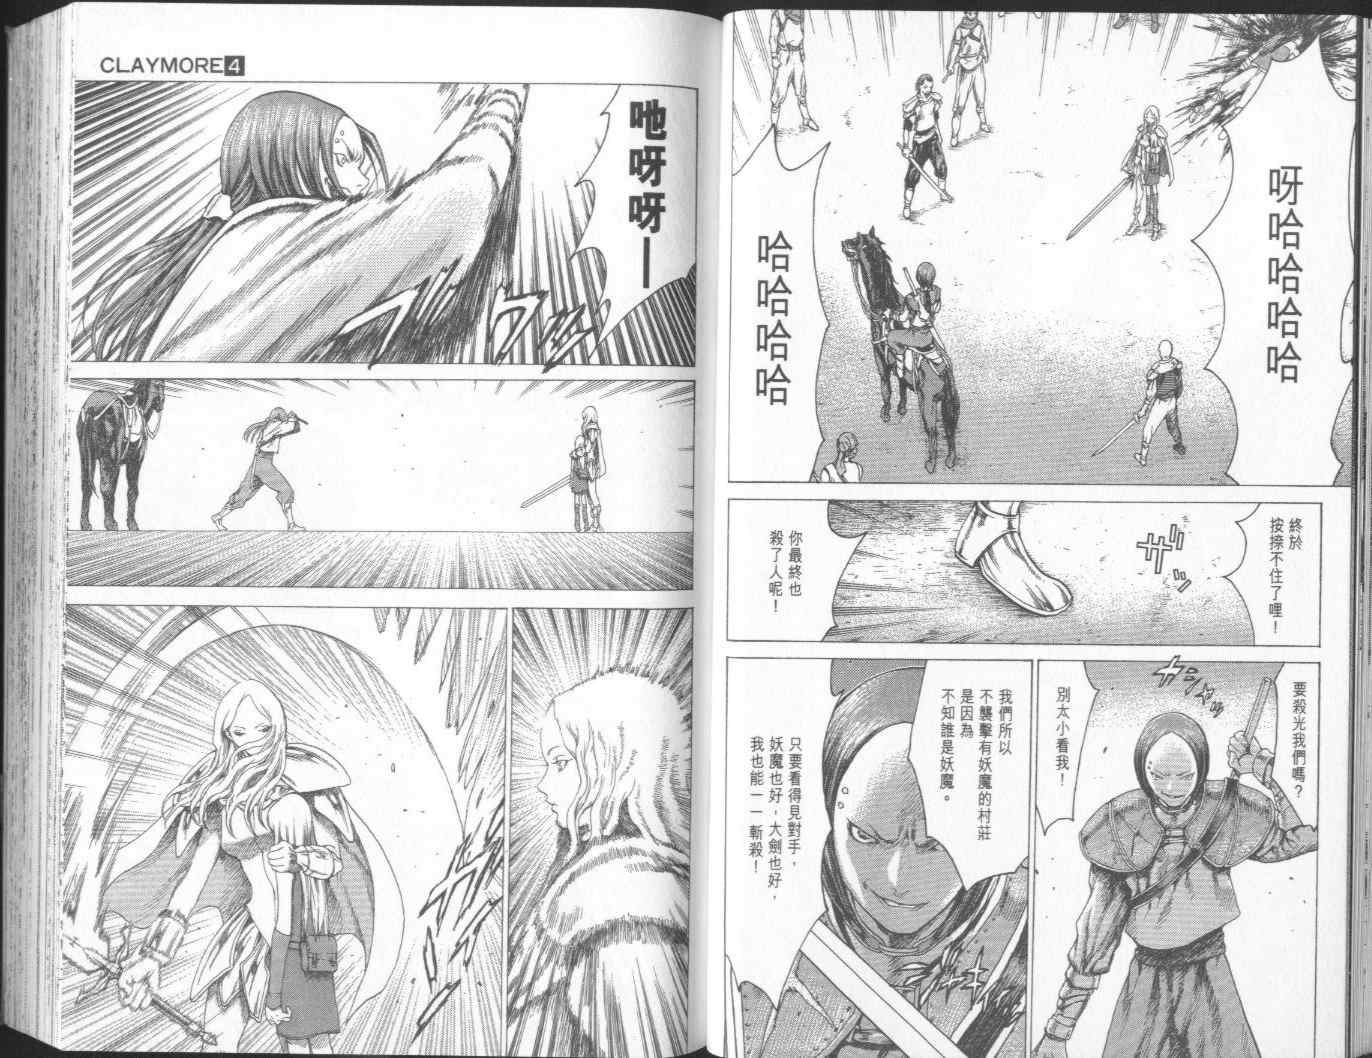 呀哈哈哈哈
哈哈哈哈
終於
按捺不住了哩！
你最終也
殺了人呢！
要殺光我們嗎？
別太小看我！
我們所以
不襲擊有妖魔的村莊
是因為
不知誰是妖魔。
只要看得見對手，
妖魔也好，大劍也好，
我也能一一斬殺！
CLAYMORE 4
吔呀呀—